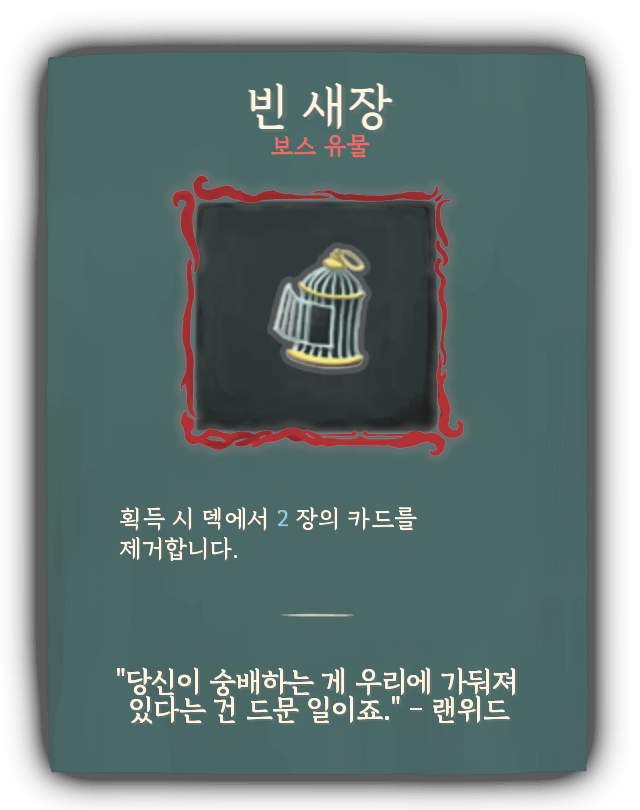 빈 새장
보스 유물
획득 시 덱에서 2 장의 카드를
제거합니다.
"당신이 숭배하는 게 우리에 가둬져
있다는 건 드문 일이죠." - 랜위드